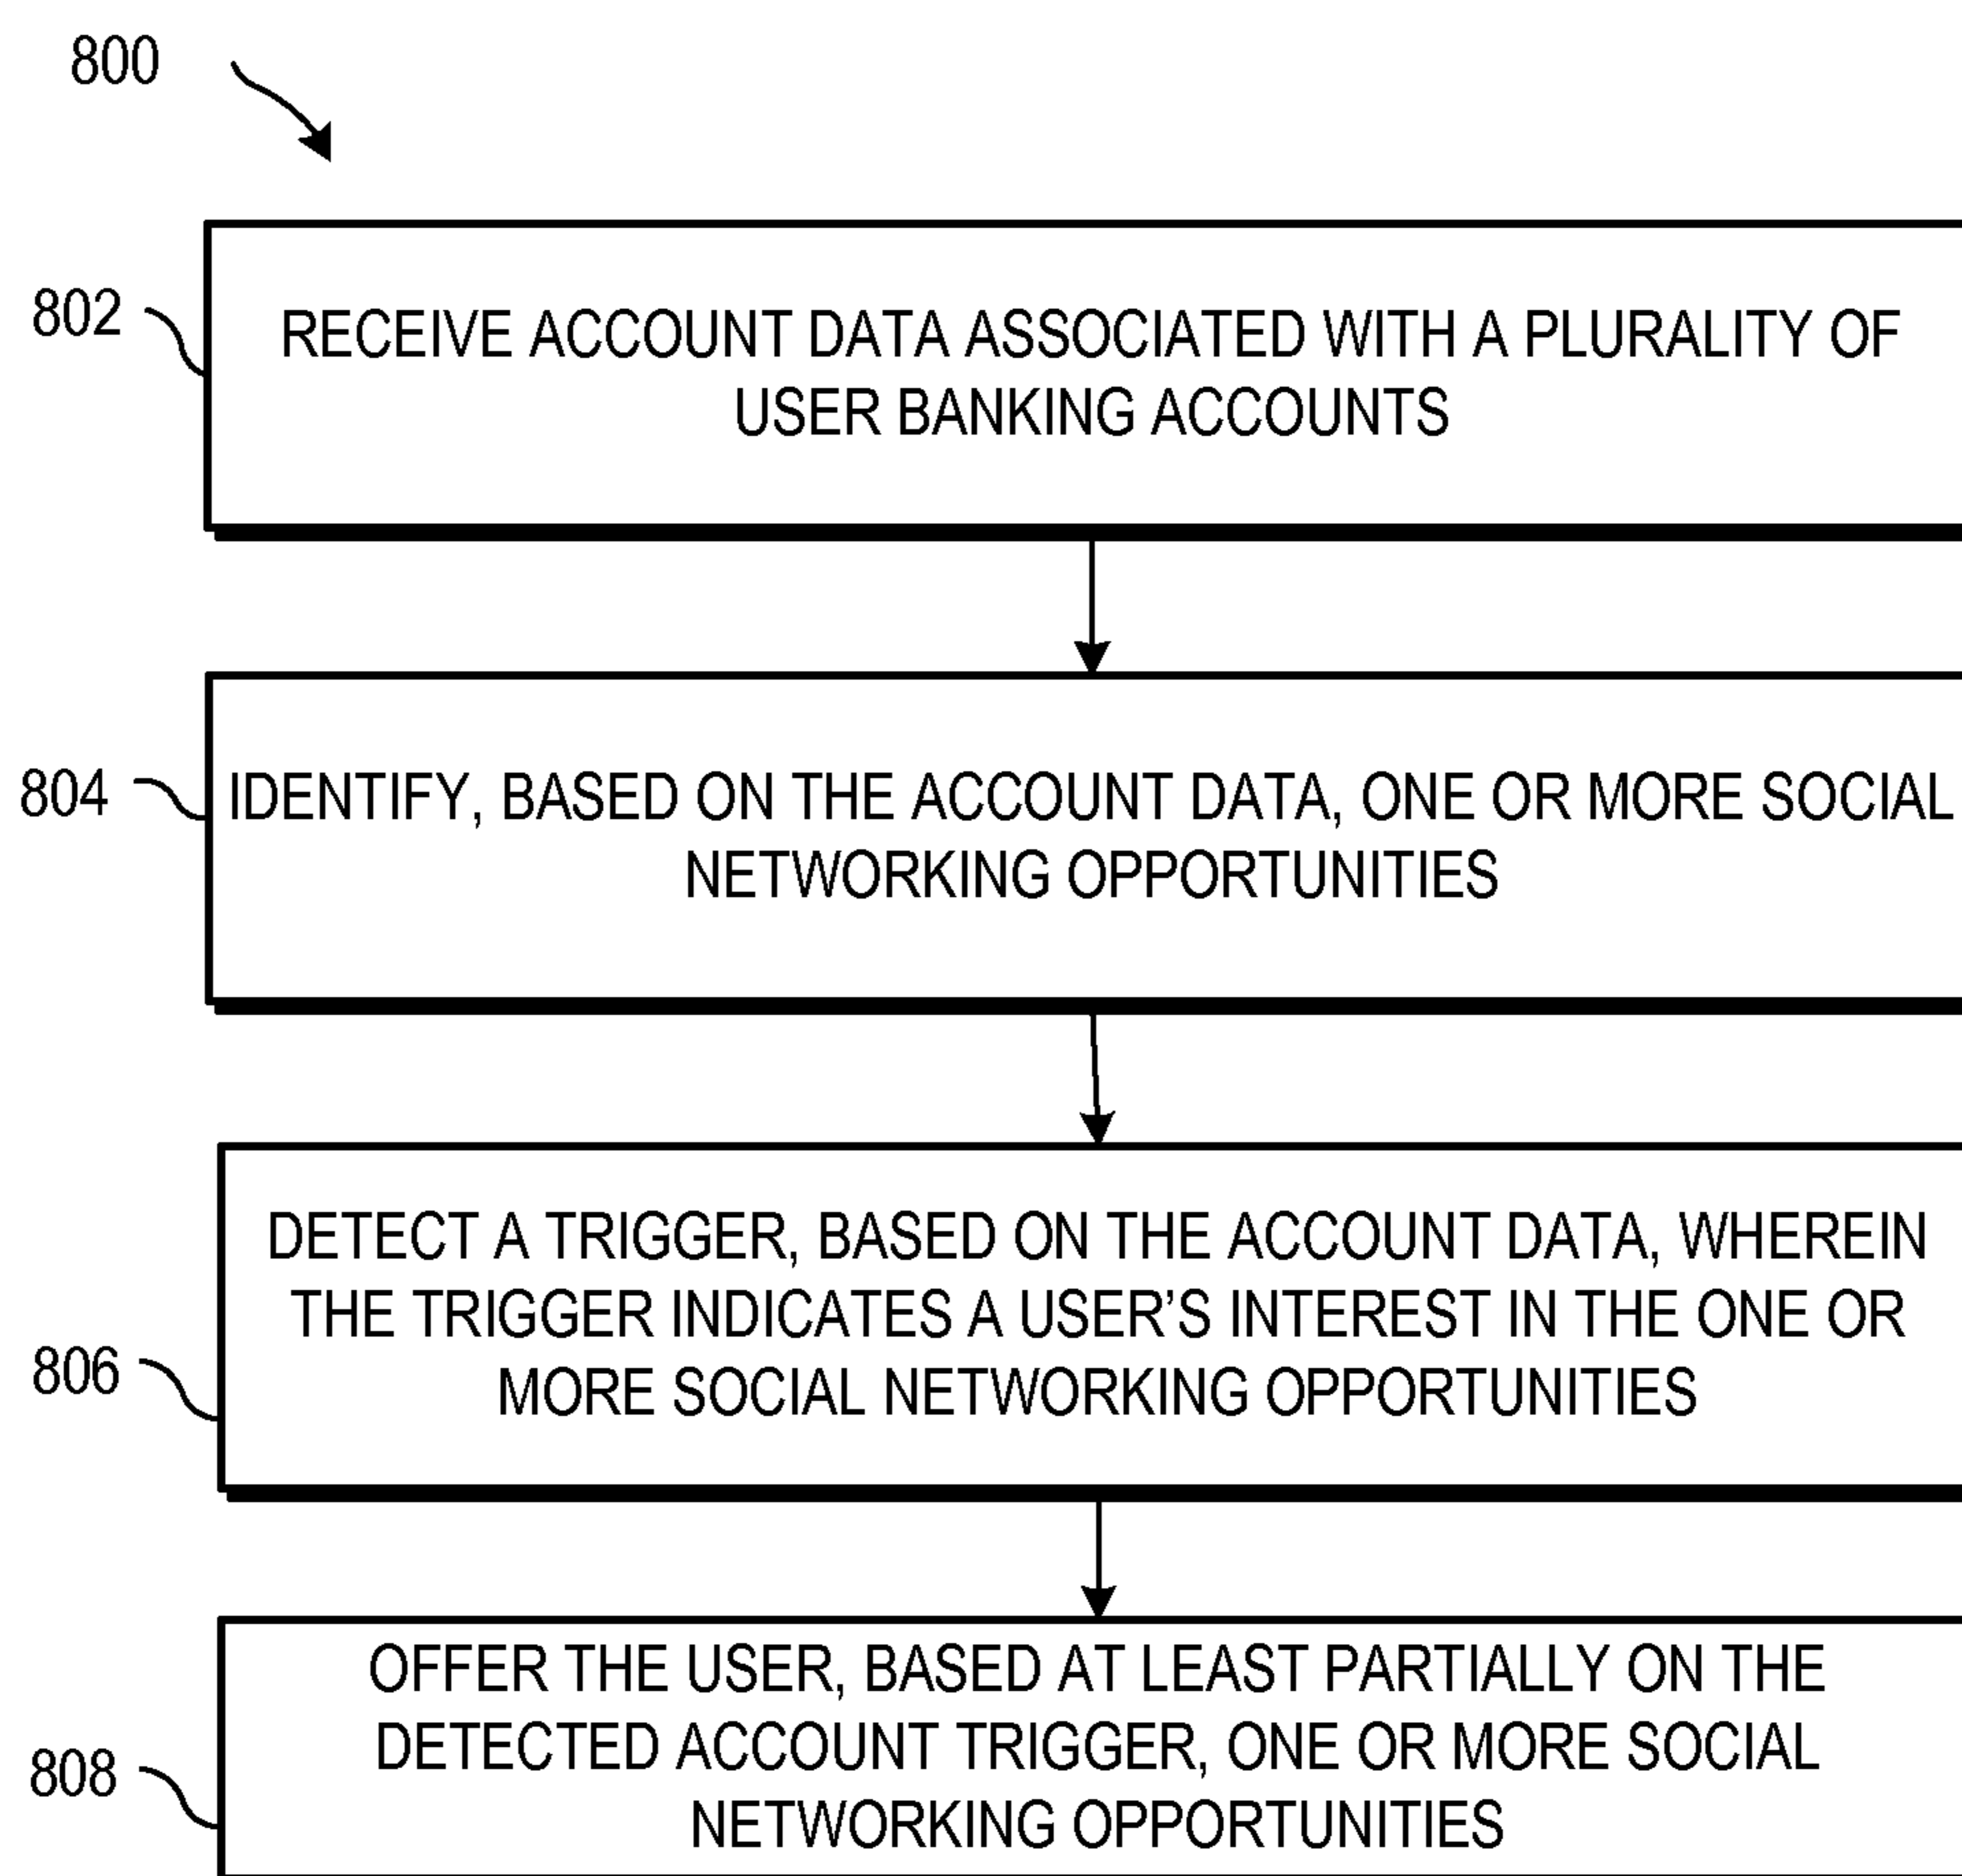 800
802
RECEIVE ACCOUNT DATA ASSOCIATED WITH A PLURALITY OF
USER BANKING ACCOUNTS
804
IDENTIFY, BASED ON THE ACCOUNT DATA, ONE OR MORE SOCIAL
NETWORKING OPPORTUNITIES
806
DETECT A TRIGGER, BASED ON THE ACCOUNT DATA, WHEREIN
THE TRIGGER INDICATES A USER’S INTEREST IN THE ONE OR
MORE SOCIAL NETWORKING OPPORTUNITIES
808
OFFER THE USER, BASED AT LEAST PARTIALLY ON THE
DETECTED ACCOUNT TRIGGER, ONE OR MORE SOCIAL
NETWORKING OPPORTUNITIES